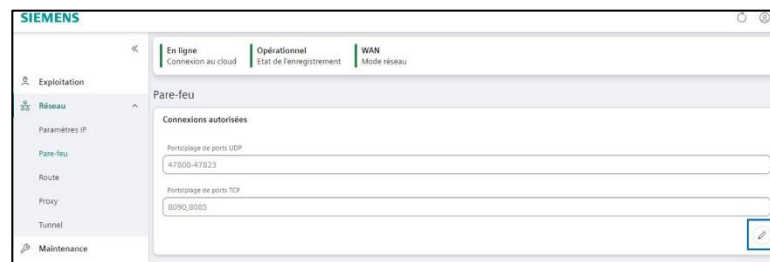 SIEMENS
En ligne
Connexion au cloud
Opérationnel
Etat de l'enregistrement
WAN
Mode réseau
Exploitation
Réseau
Paramètres IP
Pare-feu
Route
Proxy
Tunnel
Maintenance
Pare-feu
Connexions autorisées
Ports/plage de ports UDP
47808-47823
Ports/plage de ports TCP
8090,8085